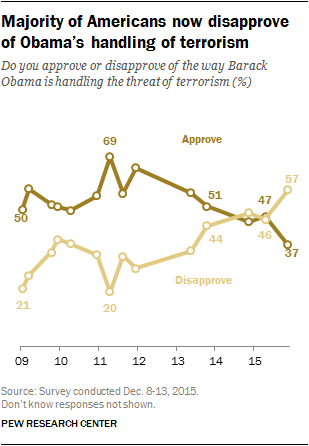 Majority of Americans now disapprove
of Obama's handling of terrorism
Do you approve or disapprove of the way Barack
Obama is handling the threat of terrorism (%)
69
Approve
57
50
51
47
44
46
37
Disapprove
21
20
09 10 11 12 13 14 15
Source: Survey conducted Dec. 8-13, 2015.
Don't know responses not shown.
PEW RESEARCH CENTER